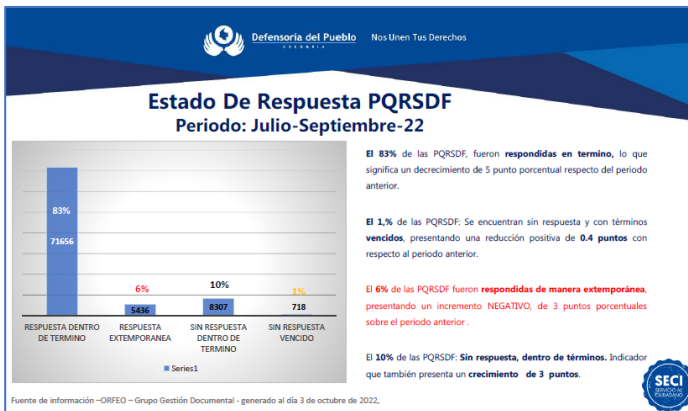 Defensoría del Pueblo
COLOMBIA
Nos Unen Tus Derechos
Estado De Respuesta PQRSDF
Periodo: Julio-Septiembre-22
83%
71656
6%
5436
10%
8307
1%
718
RESPUESTA DENTRO
DE TERMINO
RESPUESTA
EXTEMPORANEA
SIN RESPUESTA
DENTRO DE
TERMINO
SIN RESPUESTA
VENCIDO
Series1
El 83% de las PQRSDF, fueron respondidas en termino, lo que
significa un decrecimiento de 5 punto porcentual respecto del periodo
anterior.
El 1,% de las PQRSDF: Se encuentran sin respuesta y con términos
vencidos, presentando una reducción positiva de 0.4 puntos con
respecto al periodo anterior.
El 6% de las PQRSDF fueron respondidas de manera extemporánea,
presentando un incremento NEGATIVO, de 3 puntos porcentuales
sobre el periodo anterior .
El 10% de las PQRSDF: Sin respuesta, dentro de términos. Indicador
que también presenta un crecimiento de 3 puntos.
SECI
SERVICIO AL
CIUDADANO
Fuente de información –ORFEO – Grupo Gestión Documental - generado al día 3 de octubre de 2022,